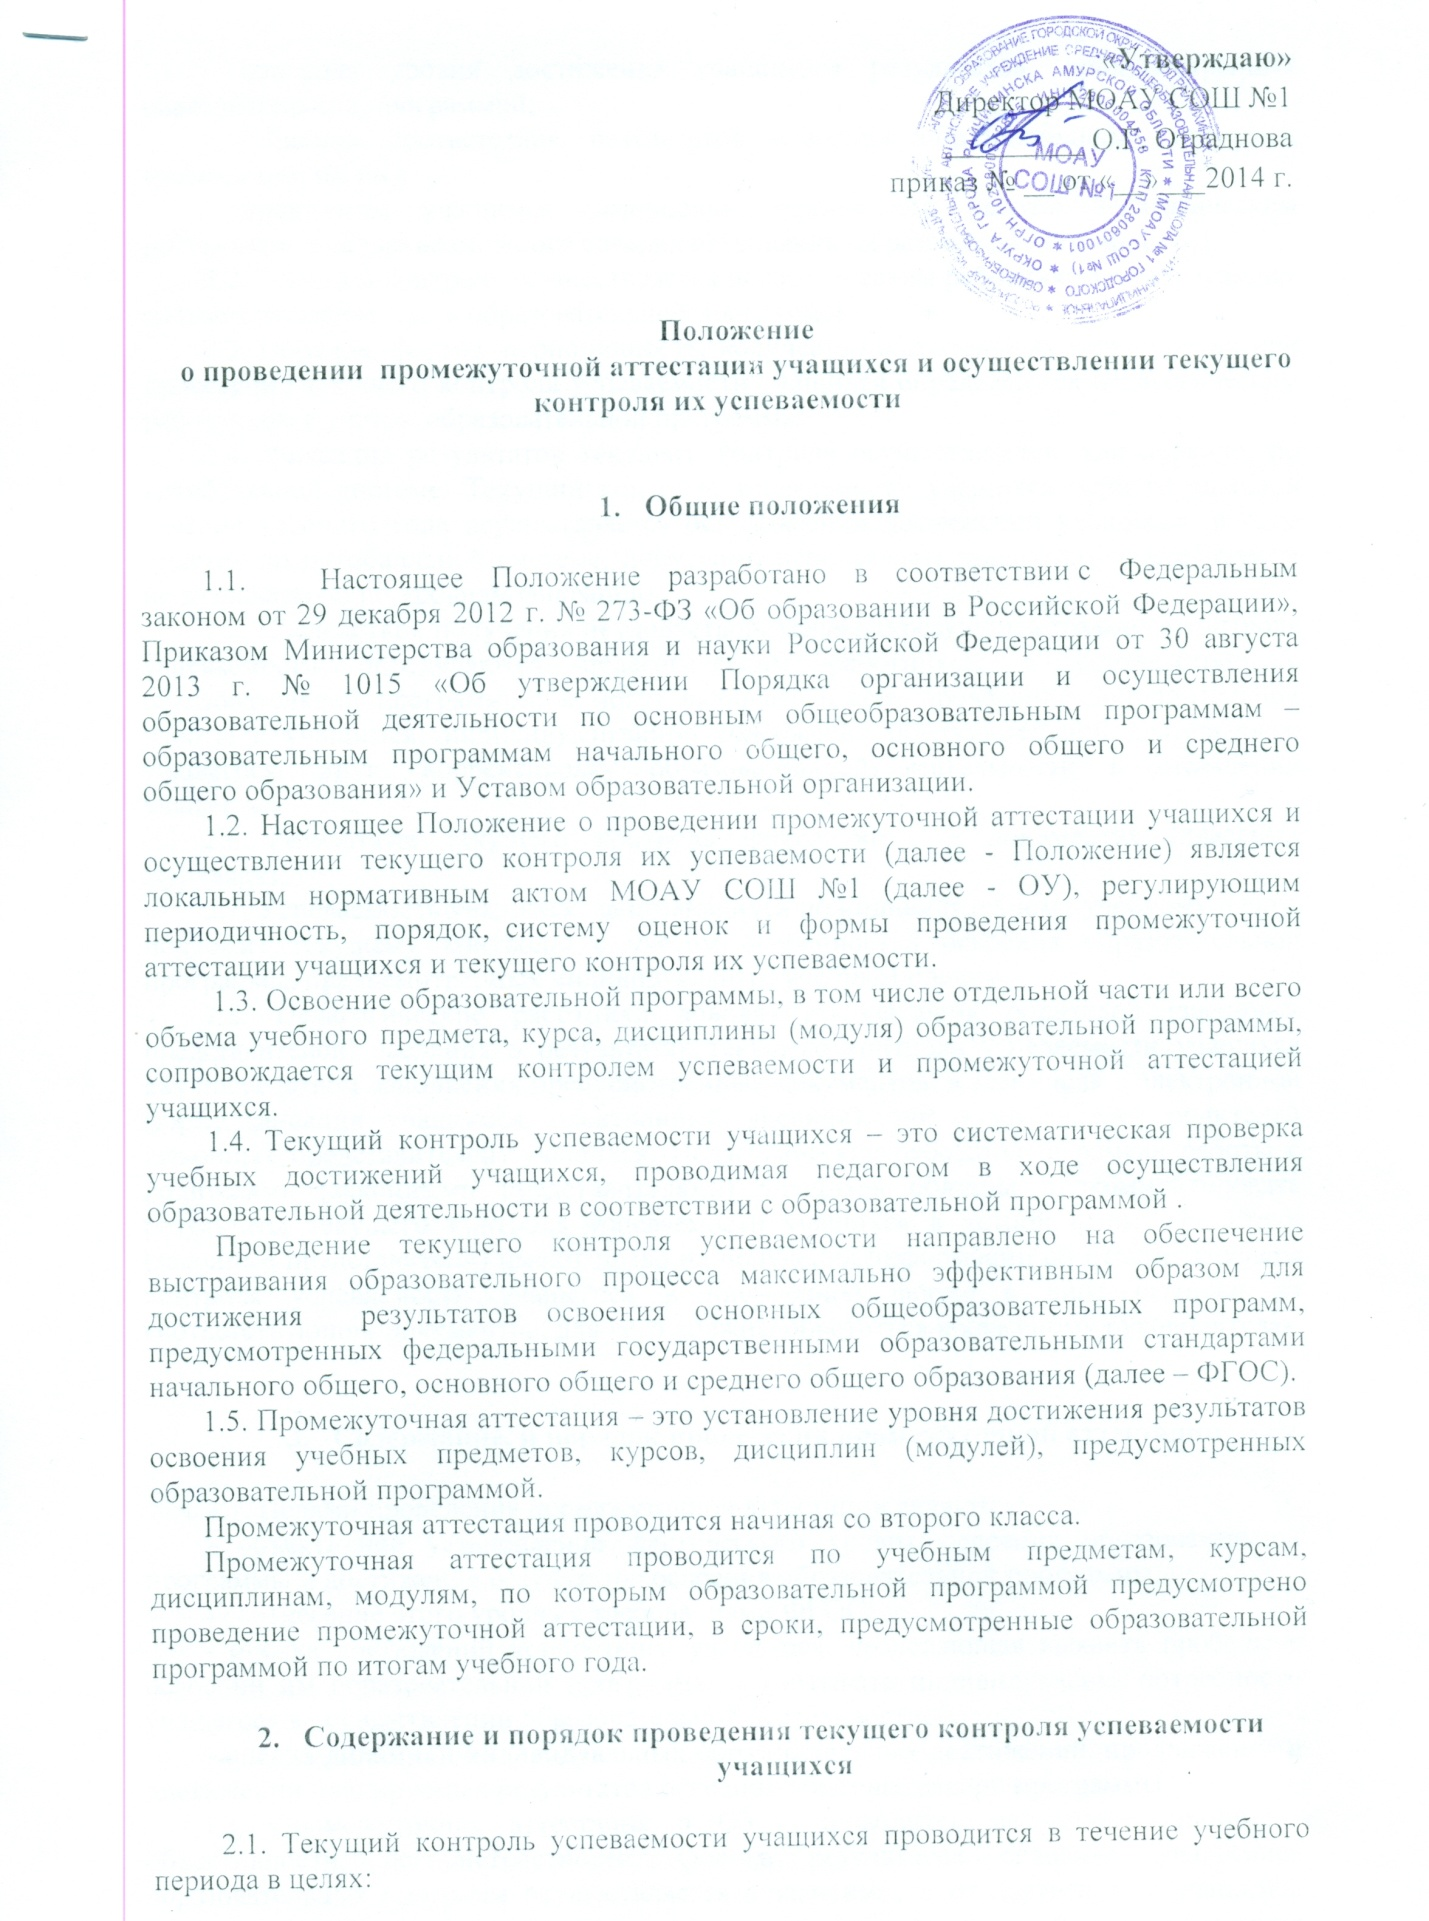 «Утверждаю»
Директор МОАУ СОШ №1
О.Г. Отраднова
приказ № __ от «__» ___2014 г.
МОАУ
СОШ №1
Положение
о проведении промежуточной аттестации учащихся и осуществлении текущего
контроля их успеваемости
1. Общие положения
1.1. Настоящее Положение разработано в соответствии с Федеральным
законом от 29 декабря 2012 г. № 273-ФЗ «Об образовании в Российской Федерации»,
Приказом Министерства образования и науки Российской Федерации от 30 августа
2013 г. № 1015 «Об утверждении Порядка организации и осуществления
образовательной деятельности по основным общеобразовательным программам –
образовательным программам начального общего, основного общего и среднего
общего образования» и Уставом образовательной организации.
1.2. Настоящее Положение о проведении промежуточной аттестации учащихся и
осуществлении текущего контроля их успеваемости (далее - Положение) является
локальным нормативным актом МОАУ СОШ №1 (далее - ОУ), регулирующим
периодичность, порядок, систему оценок и формы проведения промежуточной
аттестации учащихся и текущего контроля их успеваемости.
1.3. Освоение образовательной программы, в том числе отдельной части или всего
объема учебного предмета, курса, дисциплины (модуля) образовательной программы,
сопровождается текущим контролем успеваемости и промежуточной аттестацией
учащихся.
1.4. Текущий контроль успеваемости учащихся – это систематическая проверка
учебных достижений учащихся, проводимая педагогом в ходе осуществления
образовательной деятельности в соответствии с образовательной программой .
Проведение текущего контроля успеваемости направлено на обеспечение
выстраивания образовательного процесса максимально эффективным образом для
достижения результатов освоения основных общеобразовательных программ,
предусмотренных федеральными государственными образовательными стандартами
начального общего, основного общего и среднего общего образования (далее – ФГОС).
1.5. Промежуточная аттестация – это установление уровня достижения результатов
освоения учебных предметов, курсов, дисциплин (модулей), предусмотренных
образовательной программой.
Промежуточная аттестация проводится начиная со второго класса.
Промежуточная аттестация проводится по учебным предметам, курсам,
дисциплинам, модулям, по которым образовательной программой предусмотрено
проведение промежуточной аттестации, в сроки, предусмотренные образовательной
программой по итогам учебного года.
2. Содержание и порядок проведения текущего контроля успеваемости
учащихся
2.1. Текущий контроль успеваемости учащихся проводится в течение учебного
периода в целях: